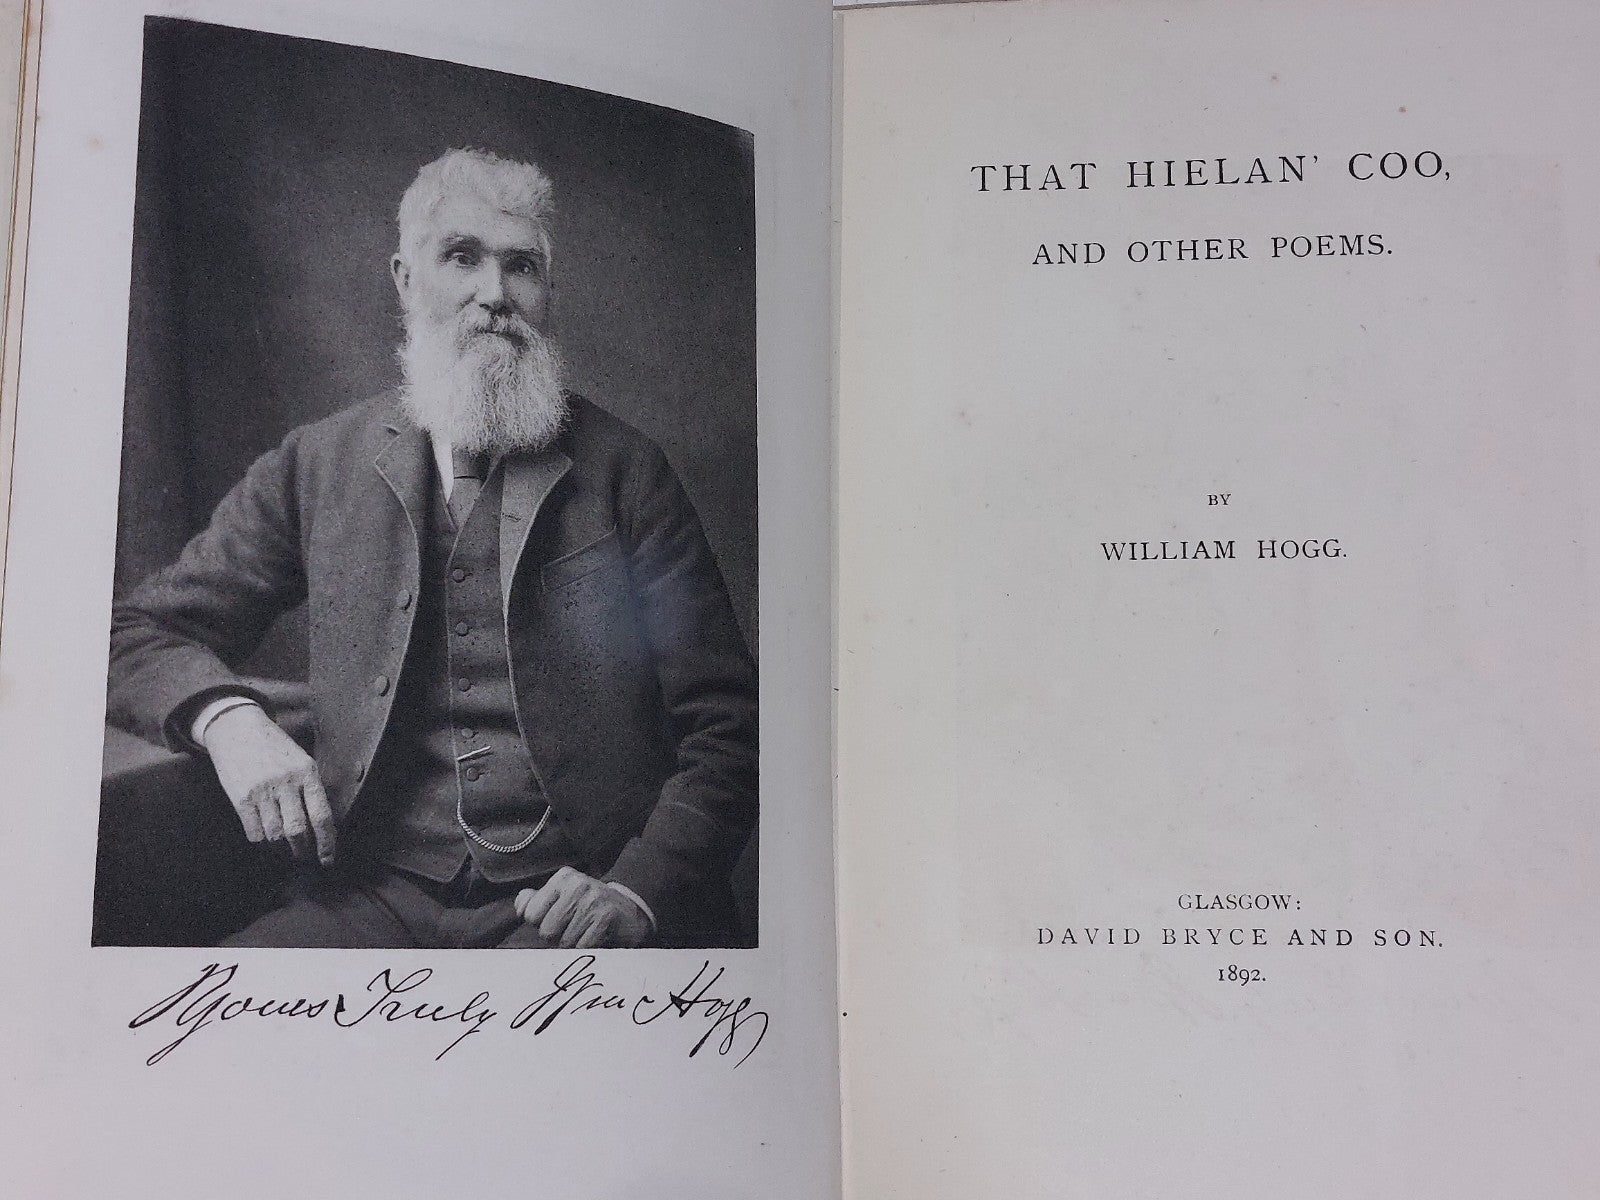 Yours Truly Wm Hogg
THAT HIELAN' COO,
AND OTHER POEMS.
BY
WILLIAM HOGG.
GLASGOW:
DAVID BRYCE AND SON.
1892.